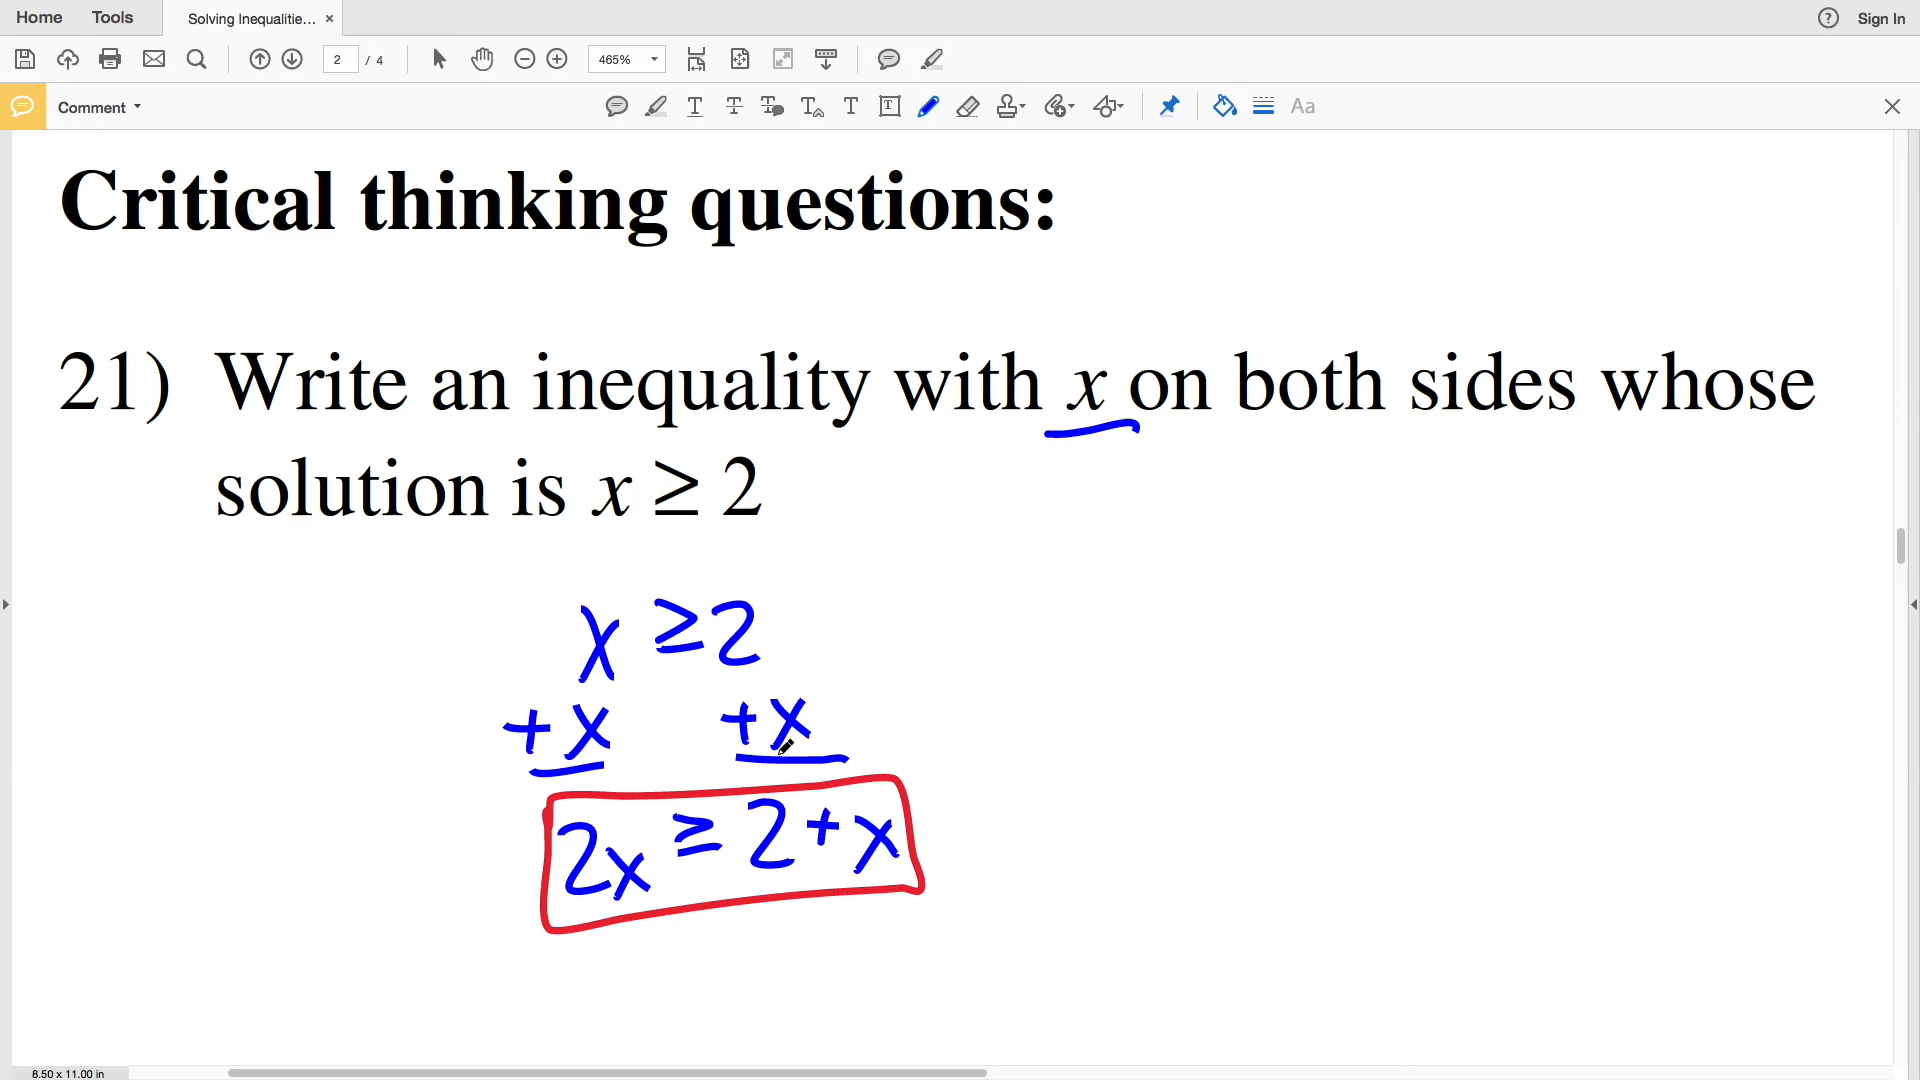 Home Tools Solving Inequalitie... × ? Sign In
2 / 4 465%
Comment T T T T T T Aa
Critical thinking questions:
21) Write an inequality with x on both sides whose
solution is x ≥ 2
x ≥ 2
+ x + x
2x ≥ 2 + x
8.50 x 11.00 in